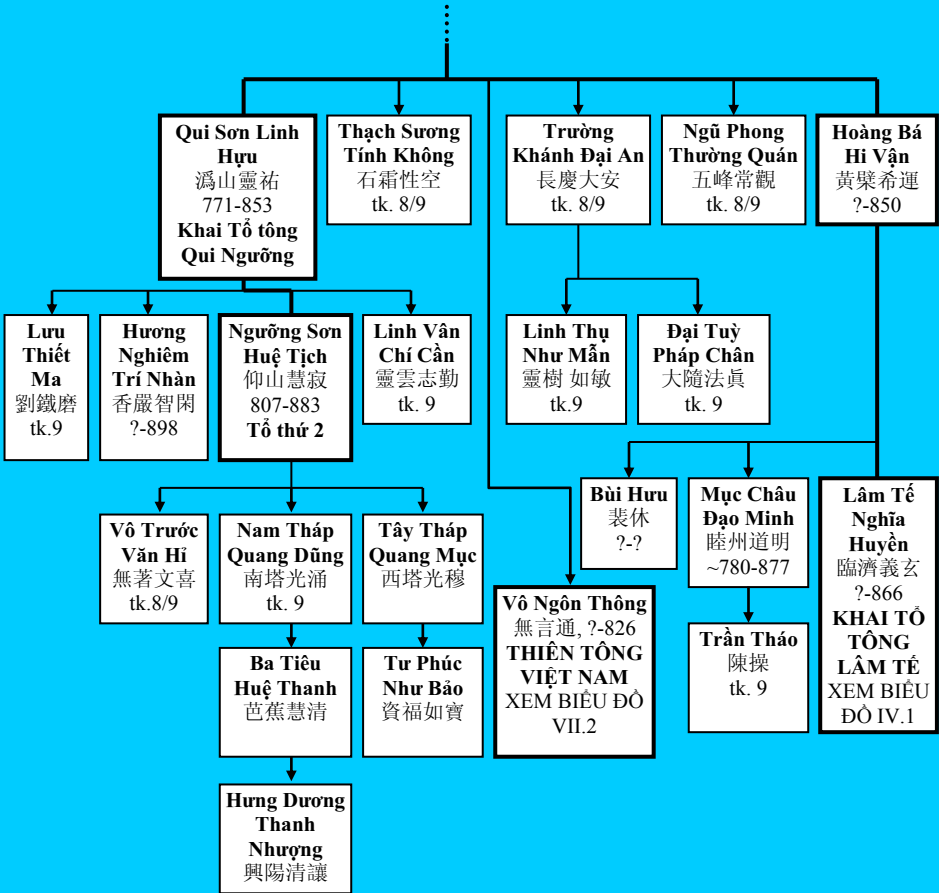 Qui Sơn Linh
Hựu
潙山靈祐
771-853
Khai Tổ tông
Qui Ngưỡng
Thạch Sương
Tính Không
石霜性空
tk. 8/9
Trường
Khánh Đại An
長慶大安
tk. 8/9
Ngũ Phong
Thường Quán
五峰常觀
tk. 8/9
Hoàng Bá
Hi Vận
黃檗希運
?-850
Lưu
Thiết
Ma
劉鐵磨
tk.9
Hương
Nghiêm
Trí Nhàn
香嚴智閑
?-898
Ngưỡng Sơn
Huệ Tịch
仰山慧寂
807-883
Tổ thứ 2
Linh Vân
Chí Cần
靈雲志勤
tk. 9
Linh Thụ
Như Mẫn
靈樹 如敏
tk.9
Đại Tuỳ
Pháp Chân
大隨法眞
tk. 9
Bùi Hưu
裴休
?-?
Mục Châu
Đạo Minh
睦州道明
~780-877
Lâm Tế
Nghĩa
Huyền
臨濟義玄
?-866
KHAI TỔ
TÔNG
LÂM TẾ
XEM BIỂU
ĐỒ IV.1
Vô Trước
Văn Hỉ
無著文喜
tk.8/9
Nam Tháp
Quang Dũng
南塔光涌
tk. 9
Tây Tháp
Quang Mục
西塔光穆
Vô Ngôn Thông
無言通, ?-826
THIỀN TÔNG
VIỆT NAM
XEM BIỂU ĐỒ
VII.2
Trần Tháo
陳操
tk. 9
Ba Tiêu
Huệ Thanh
芭蕉慧清
Tư Phúc
Như Bảo
資福如寶
Hưng Dương
Thanh
Nhượng
興陽清讓